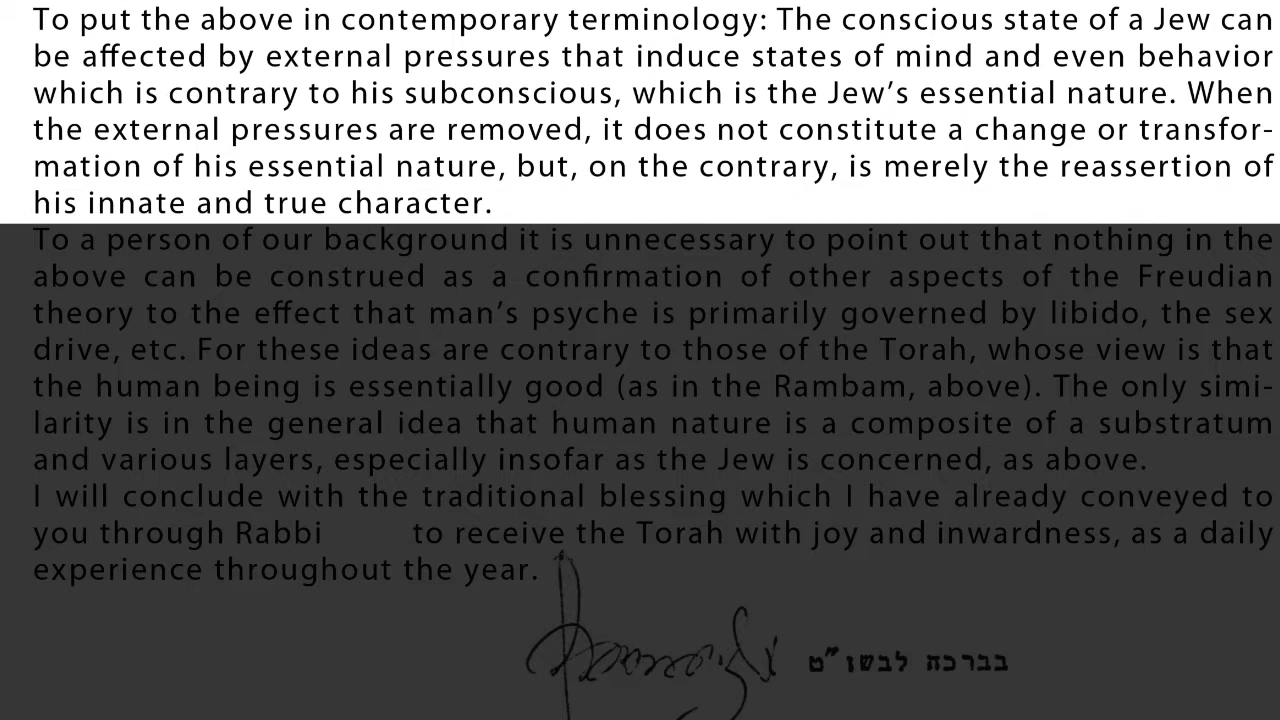 To put the above in contemporary terminology: The conscious state of a Jew can
be affected by external pressures that induce states of mind and even behavior
which is contrary to his subconscious, which is the Jew’s essential nature. When
the external pressures are removed, it does not constitute a change or transfor-
mation of his essential nature, but, on the contrary, is merely the reassertion of
his innate and true character.
To a person of our background it is unnecessary to point out that nothing in the
above can be construed as a confirmation of other aspects of the Freudian
theory to the effect that man’s psyche is primarily governed by libido, the sex
drive, etc. For these ideas are contrary to those of the Torah, whose view is that
the human being is essentially good (as in the Rambam, above). The only simi-
larity is in the general idea that human nature is a composite of a substratum
and various layers, especially insofar as the Jew is concerned, as above.
I will conclude with the traditional blessing which I have already conveyed to
you through Rabbi to receive the Torah with joy and inwardness, as a daily
experience throughout the year.
בברכה לבשו״ט